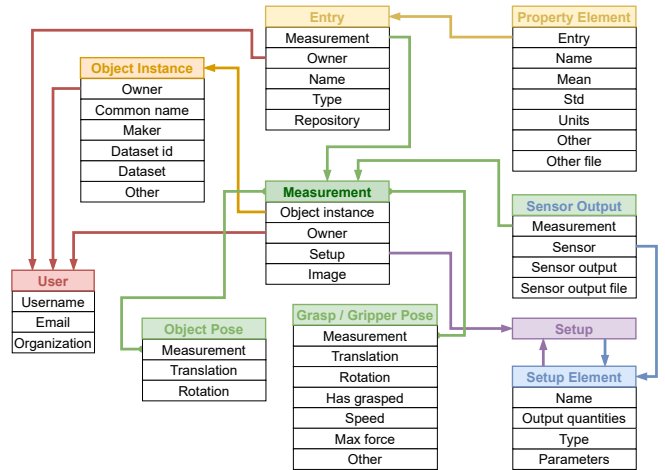 Entry
Measurement
Owner
Name
Type
Repository
Property Element
Entry
Name
Mean
Std
Units
Other
Other file
Object Instance
Owner
Common name
Maker
Dataset id
Dataset
Other
Measurement
Object instance
Owner
Setup
Image
Sensor Output
Measurement
Sensor
Sensor output
Sensor output file
User
Username
Email
Organization
Object Pose
Measurement
Translation
Rotation
Grasp / Gripper Pose
Measurement
Translation
Rotation
Has grasped
Speed
Max force
Other
Setup
Setup Element
Name
Output quantities
Type
Parameters